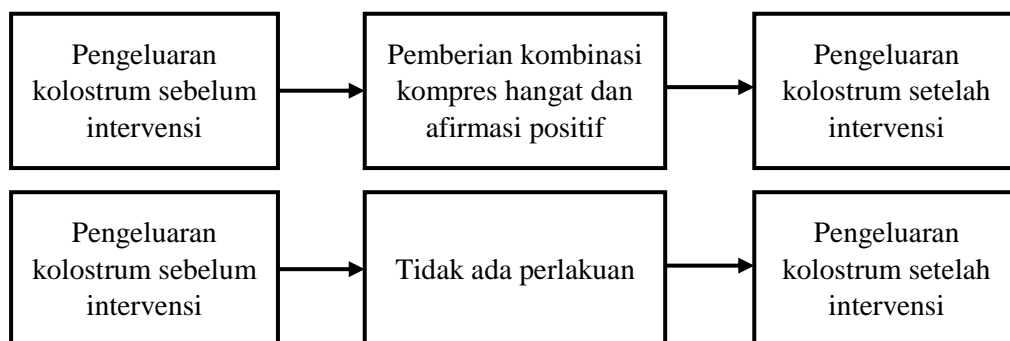 Pengeluaran
kolostrum sebelum
intervensi
Pemberian kombinasi
kompres hangat dan
afirmasi positif
Pengeluaran
kolostrum setelah
intervensi
Pengeluaran
kolostrum sebelum
intervensi
Tidak ada perlakuan
Pengeluaran
kolostrum setelah
intervensi